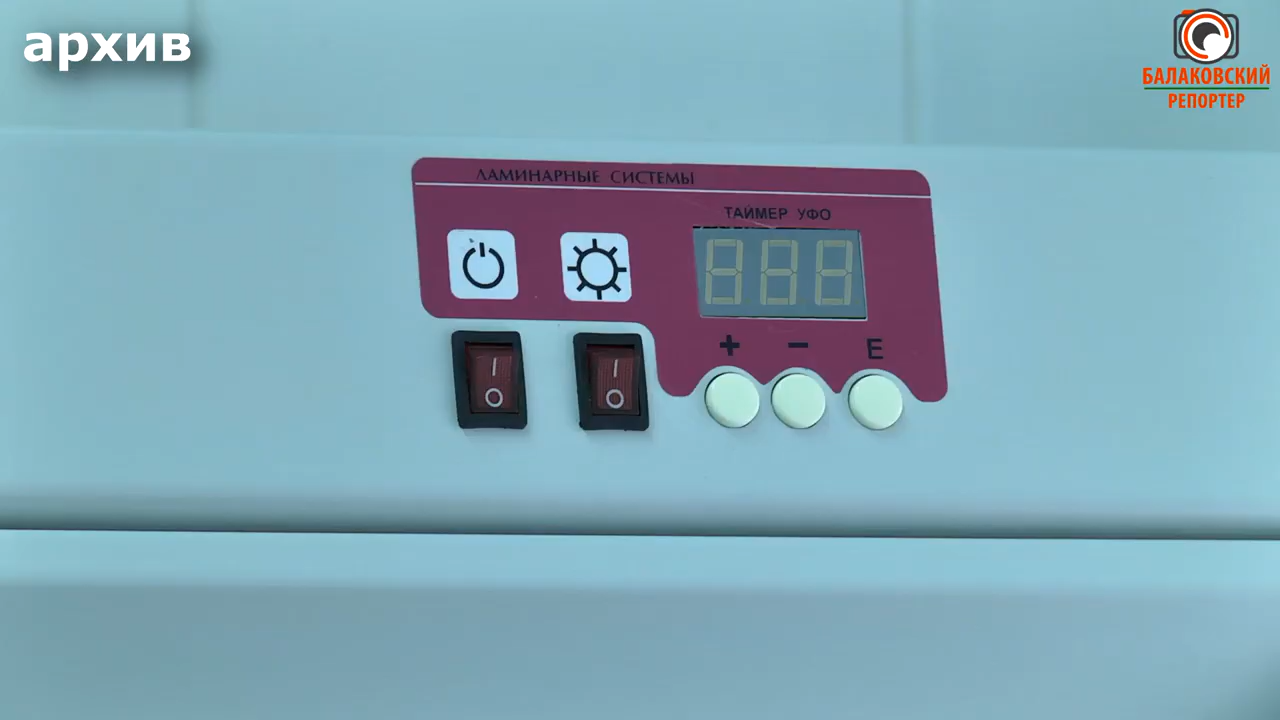 архив
БАЛАКОВСКИЙ
РЕПОРТЕР
ЛАМИНАРНЫЕ СИСТЕМЫ
ТАЙМЕР УФО
+ − E
I I
O O